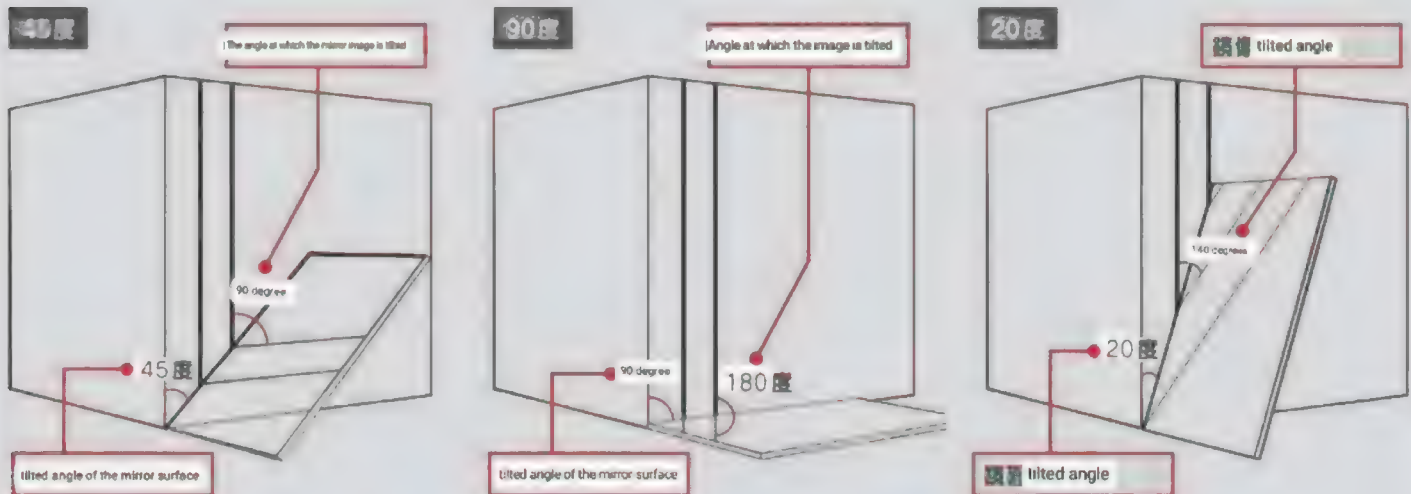 45度
The angle at which the mirror image is tilted
90 degree
45度
tilted angle of the mirror surface
90度
Angle at which the image is tilted
90 degree
180度
tilted angle of the mirror surface
20度
tilted angle
140 degrees
20度
tilted angle